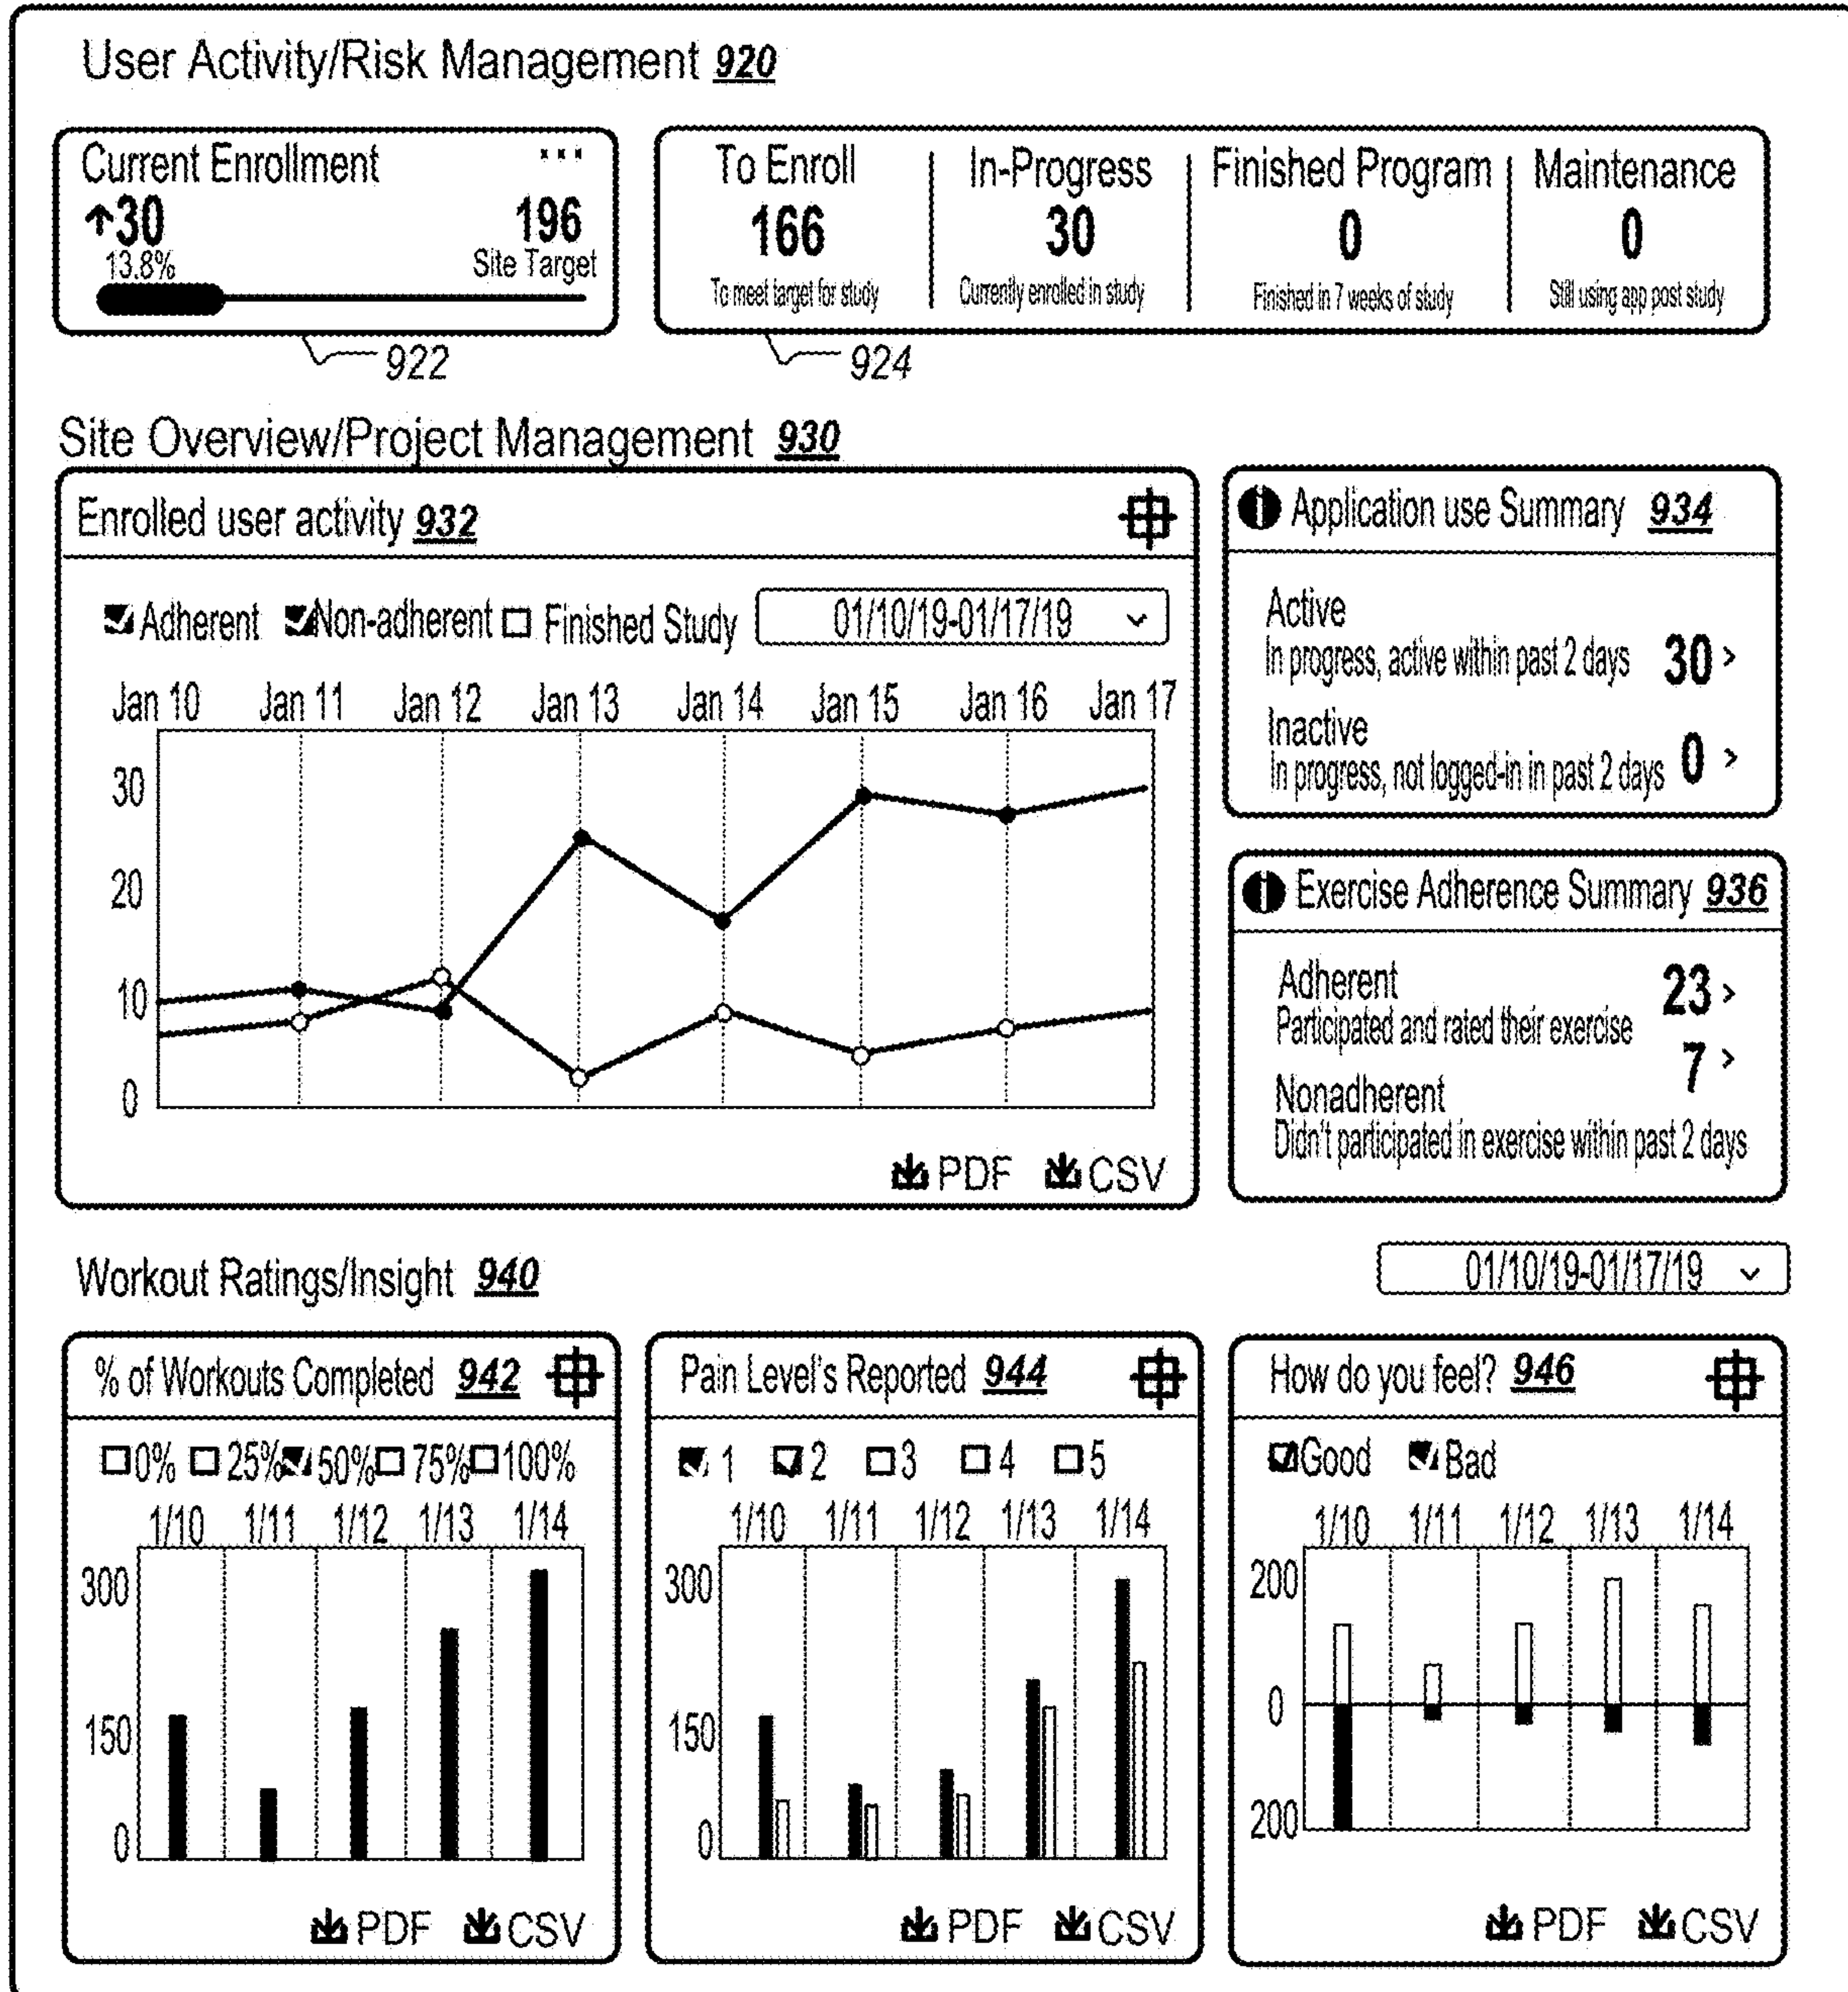 User Activity/Risk Management 920
Current Enrollment ...
↑30 196
13.8% Site Target
To Enroll In-Progress Finished Program Maintenance
166 30 0 0
To meet target for study Currently enrolled in study Finished in 7 weeks of study Still using app post study
922 924
Site Overview/Project Management 930
Enrolled user activity 932
Adherent Non-adherent Finished Study 01/10/19-01/17/19
Jan 10 Jan 11 Jan 12 Jan 13 Jan 14 Jan 15 Jan 16 Jan 17
30
20
10
0
PDF CSV
Application use Summary 934
Active
In progress, active within past 2 days 30 >
Inactive
In progress, not logged-in in past 2 days 0 >
Exercise Adherence Summary 936
Adherent 23 >
Participated and rated their exercise
7 >
Nonadherent
Didn't participated in exercise within past 2 days
Workout Ratings/Insight 940 01/10/19-01/17/19
% of Workouts Completed 942
0% 25% 50% 75% 100%
1/10 1/11 1/12 1/13 1/14
300
150
0
PDF CSV
Pain Level's Reported 944
1 2 3 4 5
1/10 1/11 1/12 1/13 1/14
300
150
0
PDF CSV
How do you feel? 946
Good Bad
1/10 1/11 1/12 1/13 1/14
200
0
200
PDF CSV